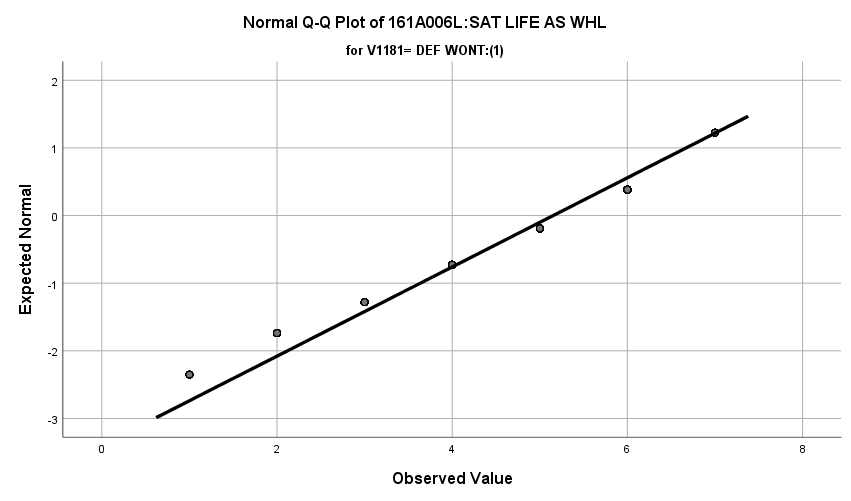 Normal Q-Q Plot of 161A006L:SAT LIFE AS WHL
for V1181= DEF WONT:(1)
2
1
0
-1
-2
-3
Expected Normal
0 2 4 6 8
Observed Value